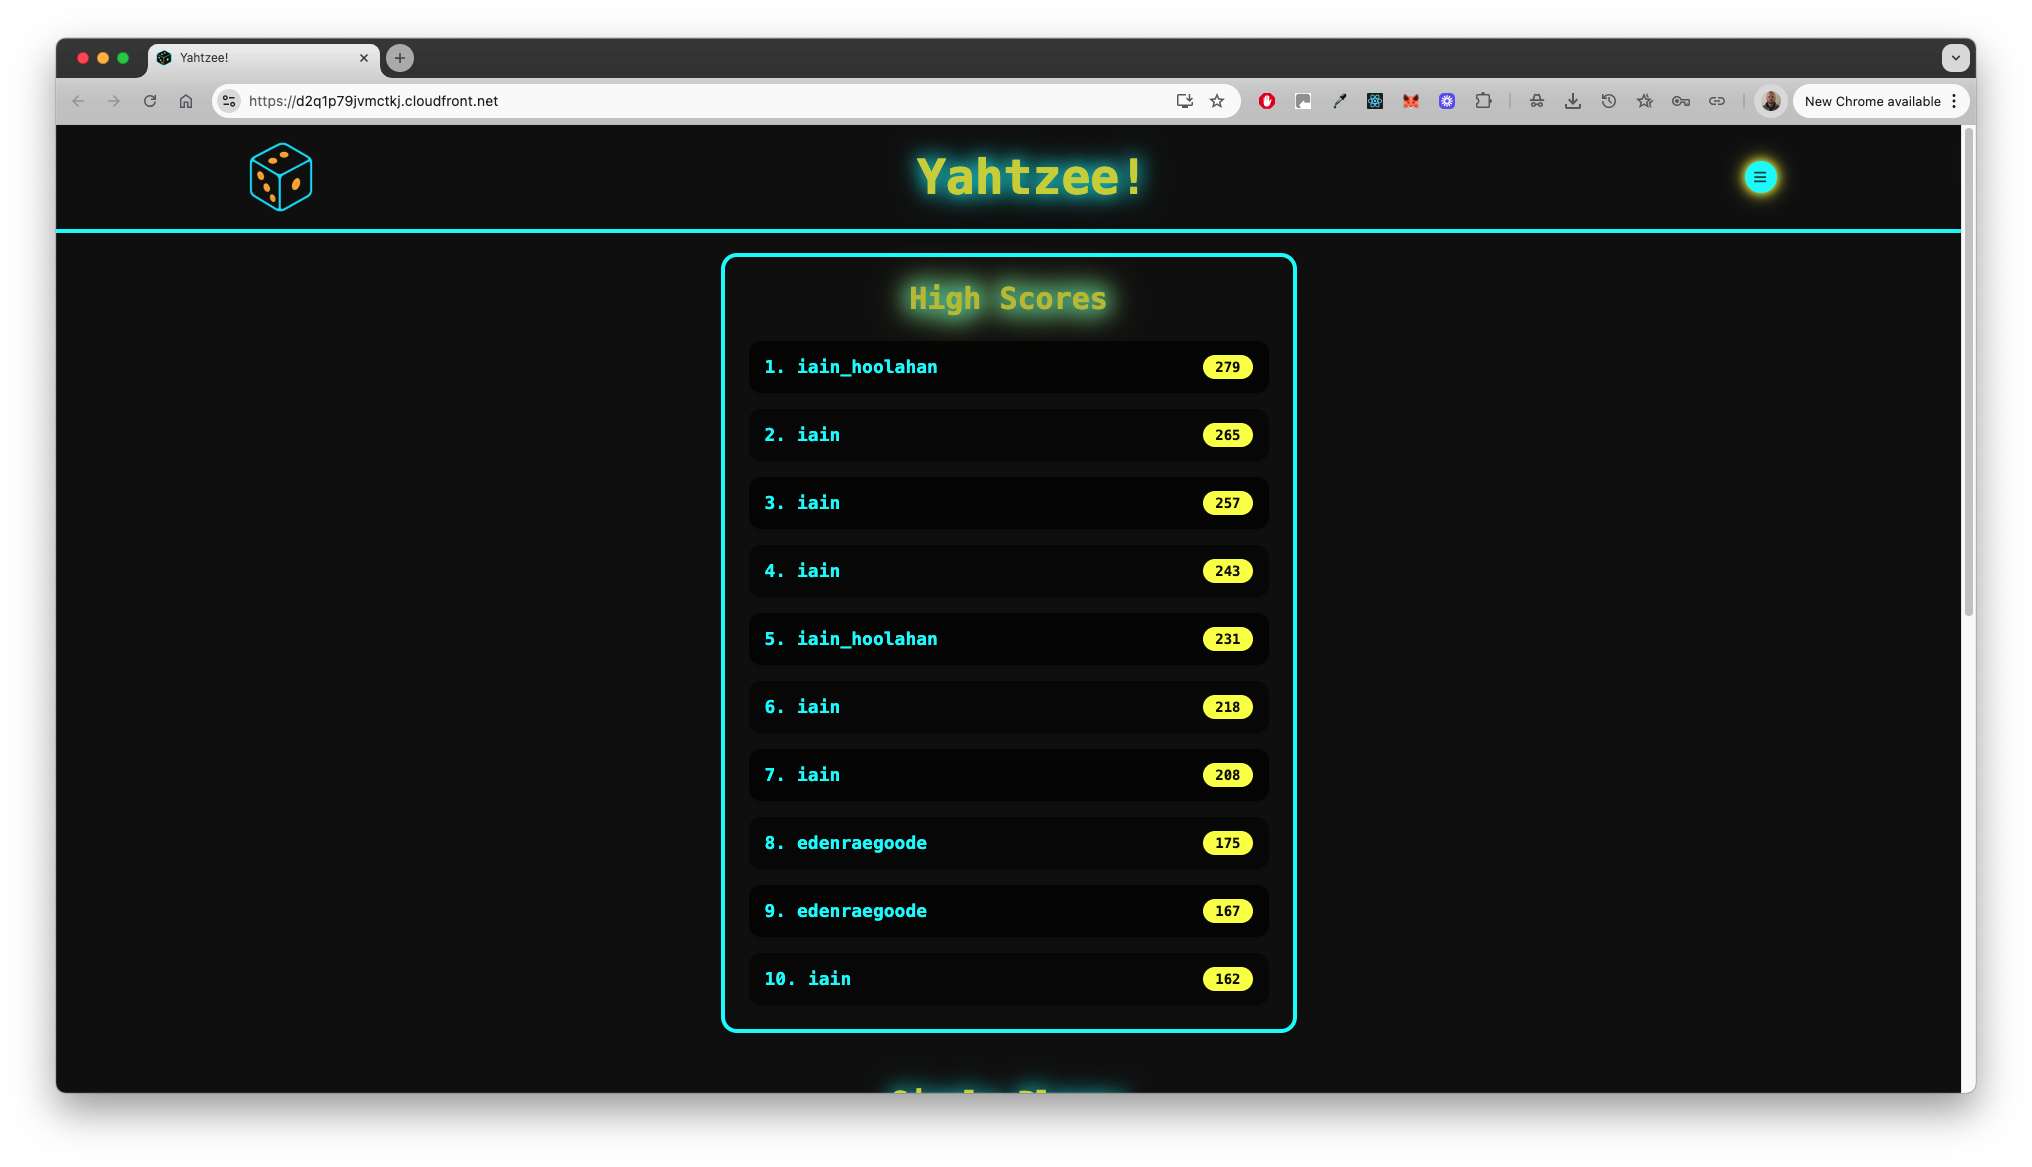 Yahtzee!
https://d2q1p79jvmctkj.cloudfront.net
New Chrome available
Yahtzee!
High Scores
1. iain_hoolahan 279
2. iain 265
3. iain 257
4. iain 243
5. iain_hoolahan 231
6. iain 218
7. iain 208
8. edenraegoode 175
9. edenraegoode 167
10. iain 162